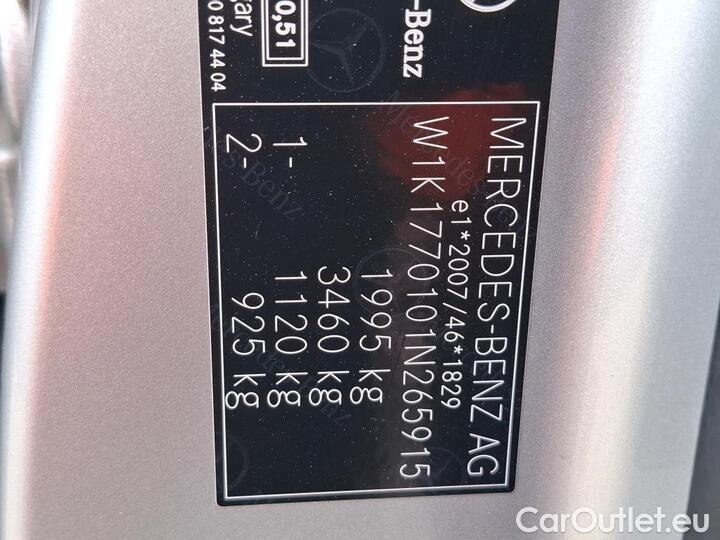 -Benz
0,51
gary
0 817 44 04
MERCEDES-BENZ AG
e1*2007/46*1829
W1K1770101N265915
1995 kg
3460 kg
1- 1120 kg
2- 925 kg
CarOutlet.eu